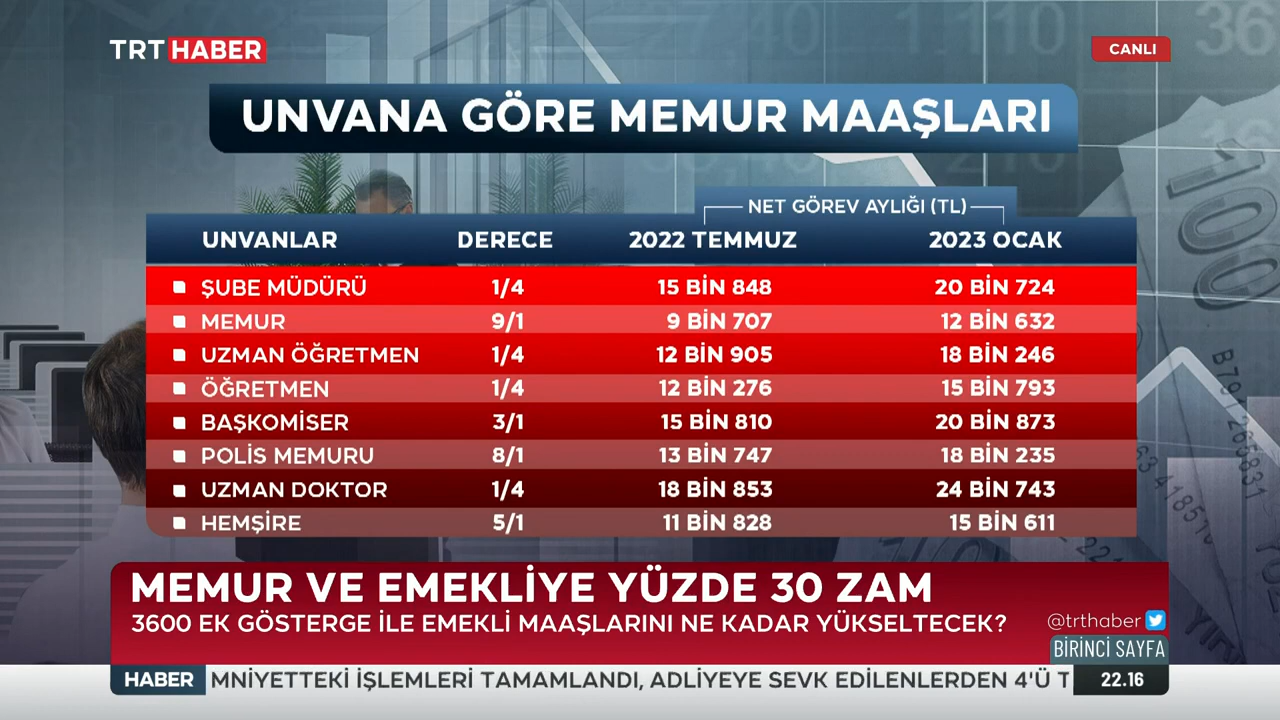 TRT HABER
CANLI
UNVANA GÖRE MEMUR MAAŞLARI
NET GÖREV AYLIĞI (TL)
UNVANLAR DERECE 2022 TEMMUZ 2023 OCAK
ŞUBE MÜDÜRÜ 1/4 15 BİN 848 20 BİN 724
MEMUR 9/1 9 BİN 707 12 BİN 632
UZMAN ÖĞRETMEN 1/4 12 BİN 905 18 BİN 246
ÖĞRETMEN 1/4 12 BİN 276 15 BİN 793
BAŞKOMİSER 3/1 15 BİN 810 20 BİN 873
POLİS MEMURU 8/1 13 BİN 747 18 BİN 235
UZMAN DOKTOR 1/4 18 BİN 853 24 BİN 743
HEMŞİRE 5/1 11 BİN 828 15 BİN 611
MEMUR VE EMEKLİYE YÜZDE 30 ZAM
3600 EK GÖSTERGE İLE EMEKLİ MAAŞLARINI NE KADAR YÜKSELTECEK?
@trthaber
BİRİNCİ SAYFA
HABER MNİYETTEKİ İŞLEMLERİ TAMAMLANDI, ADLİYEYE SEVK EDİLENLERDEN 4'Ü T 22.16